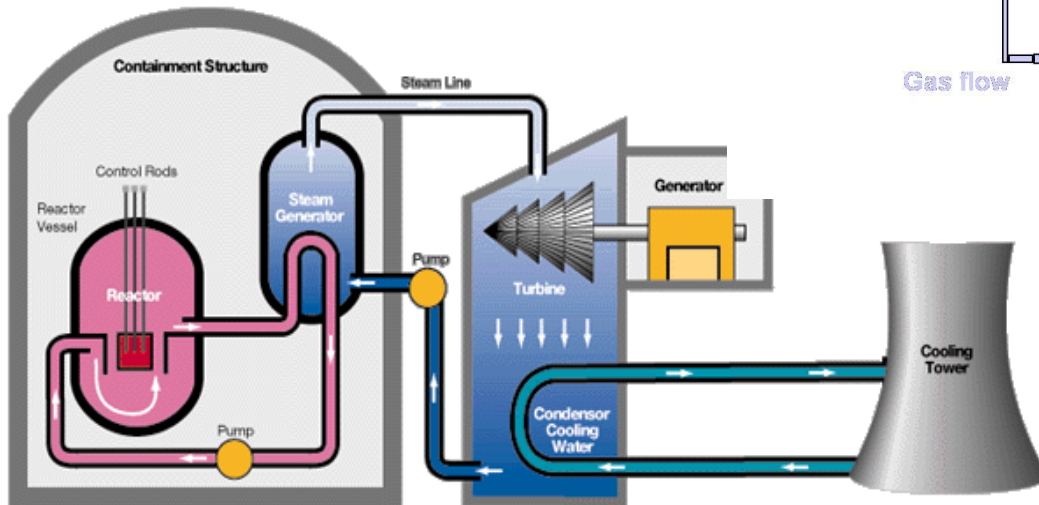 Containment Structure
Steam Line
Gas flow
Control Rods
Reactor
Vessel
Steam
Generator
Generator
Pump
Reactor
Turbine
Cooling
Tower
Condensor
Cooling
Water
Pump